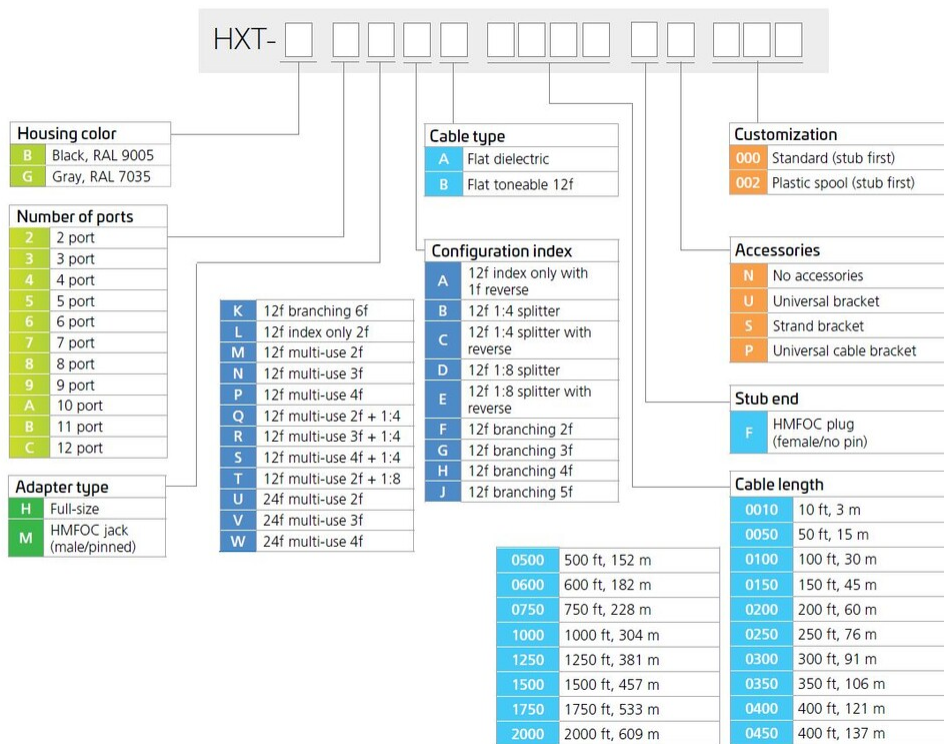 HXT-
Housing color
B Black, RAL 9005
G Gray, RAL 7035
Number of ports
2 2 port
3 3 port
4 4 port
5 5 port
6 6 port
7 7 port
8 8 port
9 9 port
A 10 port
B 11 port
C 12 port
Adapter type
H Full-size
M HMFOC jack
(male/pinned)
K 12f branching 6f
L 12f index only 2f
M 12f multi-use 2f
N 12f multi-use 3f
P 12f multi-use 4f
Q 12f multi-use 2f + 1:4
R 12f multi-use 3f + 1:4
S 12f multi-use 4f + 1:4
T 12f multi-use 2f + 1:8
U 24f multi-use 2f
V 24f multi-use 3f
W 24f multi-use 4f
Cable type
A Flat dielectric
B Flat toneable 12f
Configuration index
A 12f index only with
1f reverse
B 12f 1:4 splitter
C 12f 1:4 splitter with
reverse
D 12f 1:8 splitter
E 12f 1:8 splitter with
reverse
F 12f branching 2f
G 12f branching 3f
H 12f branching 4f
J 12f branching 5f
Customization
000 Standard (stub first)
002 Plastic spool (stub first)
Accessories
N No accessories
U Universal bracket
S Strand bracket
P Universal cable bracket
Stub end
F HMFOC plug
(female/no pin)
Cable length
0010 10 ft, 3 m
0050 50 ft, 15 m
0100 100 ft, 30 m
0150 150 ft, 45 m
0200 200 ft, 60 m
0250 250 ft, 76 m
0300 300 ft, 91 m
0350 350 ft, 106 m
0400 400 ft, 121 m
0450 400 ft, 137 m
0500 500 ft, 152 m
0600 600 ft, 182 m
0750 750 ft, 228 m
1000 1000 ft, 304 m
1250 1250 ft, 381 m
1500 1500 ft, 457 m
1750 1750 ft, 533 m
2000 2000 ft, 609 m